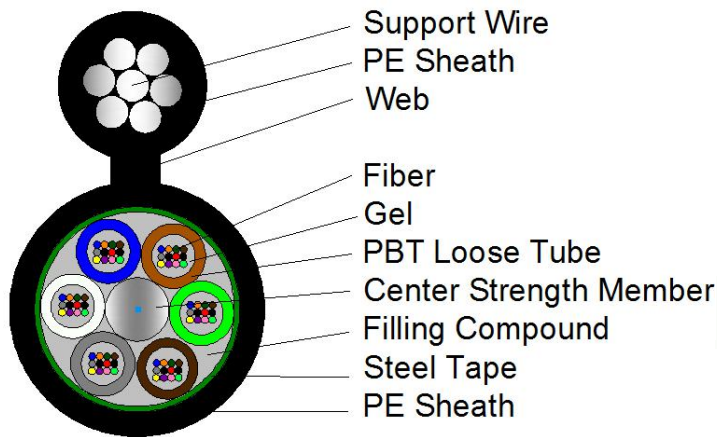 Support Wire
PE Sheath
Web
Fiber
Gel
PBT Loose Tube
Center Strength Member
Filling Compound
Steel Tape
PE Sheath